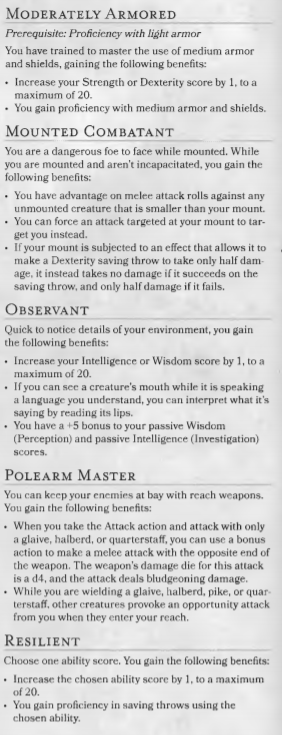 MODERATELY ARMORED
Prerequisite: Proficiency with light armor
You have trained to master the use of medium armor
and shields, gaining the following benefits:
• Increase your Strength or Dexterity score by 1, to a
maximum of 20.
• You gain proficiency with medium armor and shields.
MOUNTED COMBATANT
You are a dangerous foe to face while mounted. While
you are mounted and aren't incapacitated, you gain the
following benefits:
• You have advantage on melee attack rolls against any
unmounted creature that is smaller than your mount.
• You can force an attack targeted at your mount to tar-
get you instead.
• If your mount is subjected to an effect that allows it to
make a Dexterity saving throw to take only half dam-
age, it instead takes no damage if it succeeds on the
saving throw, and only half damage if it fails.
OBSERVANT
Quick to notice details of your environment, you gain
the following benefits:
• Increase your Intelligence or Wisdom score by 1, to a
maximum of 20.
• If you can see a creature's mouth while it is speaking
a language you understand, you can interpret what it's
saying by reading its lips.
• You have a +5 bonus to your passive Wisdom
(Perception) and passive Intelligence (Investigation)
scores.
POLEARM MASTER
You can keep your enemies at bay with reach weapons.
You gain the following benefits:
• When you take the Attack action and attack with only
a glaive, halberd, or quarterstaff, you can use a bonus
action to make a melee attack with the opposite end of
the weapon. The weapon's damage die for this attack
is a d4, and the attack deals bludgeoning damage.
• While you are wielding a glaive, halberd, pike, or quar-
terstaff, other creatures provoke an opportunity attack
from you when they enter your reach.
RESILIENT
Choose one ability score. You gain the following benefits:
• Increase the chosen ability score by 1, to a maximum
of 20.
• You gain proficiency in saving throws using the
chosen ability.